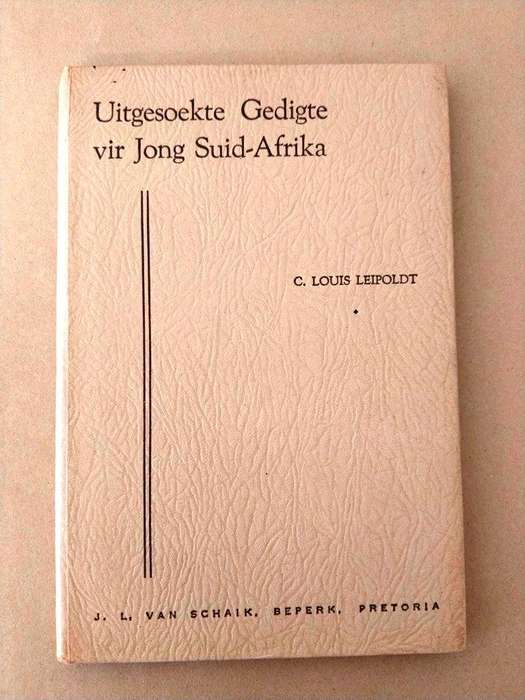 Uitgesoekte Gedigte
vir Jong Suid-Afrika
C. LOUIS LEIPOLDT
J. L. VAN SCHAIK, BEPERK, PRETORIA